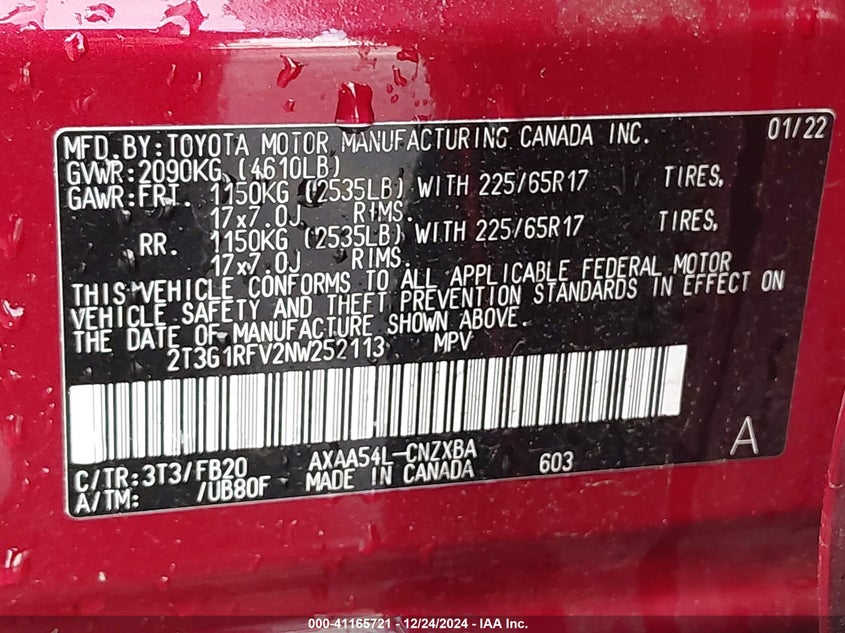 MFD. BY: TOYOTA MOTOR MANUFACTURING CANADA INC. 01/22
GVWR: 2090KG (4610LB)
GAWR: FRT. 1150KG (2535LB) WITH 225/65R17 TIRES,
17x7.0J RIMS.
RR. 1150KG (2535LB) WITH 225/65R17 TIRES,
17x7.0J RIMS.
THIS VEHICLE CONFORMS TO ALL APPLICABLE FEDERAL MOTOR
VEHICLE SAFETY AND THEFT PREVENTION STANDARDS IN EFFECT ON
THE DATE OF MANUFACTURE SHOWN ABOVE.
2T3G1RFV2NW252113 MPV
A
C/TR: 3T3/FB20 AXAA54L-CNZXBA 603
A/TM: /UB80F MADE IN CANADA
000-41165721 - 12/24/2024 - IAA Inc.